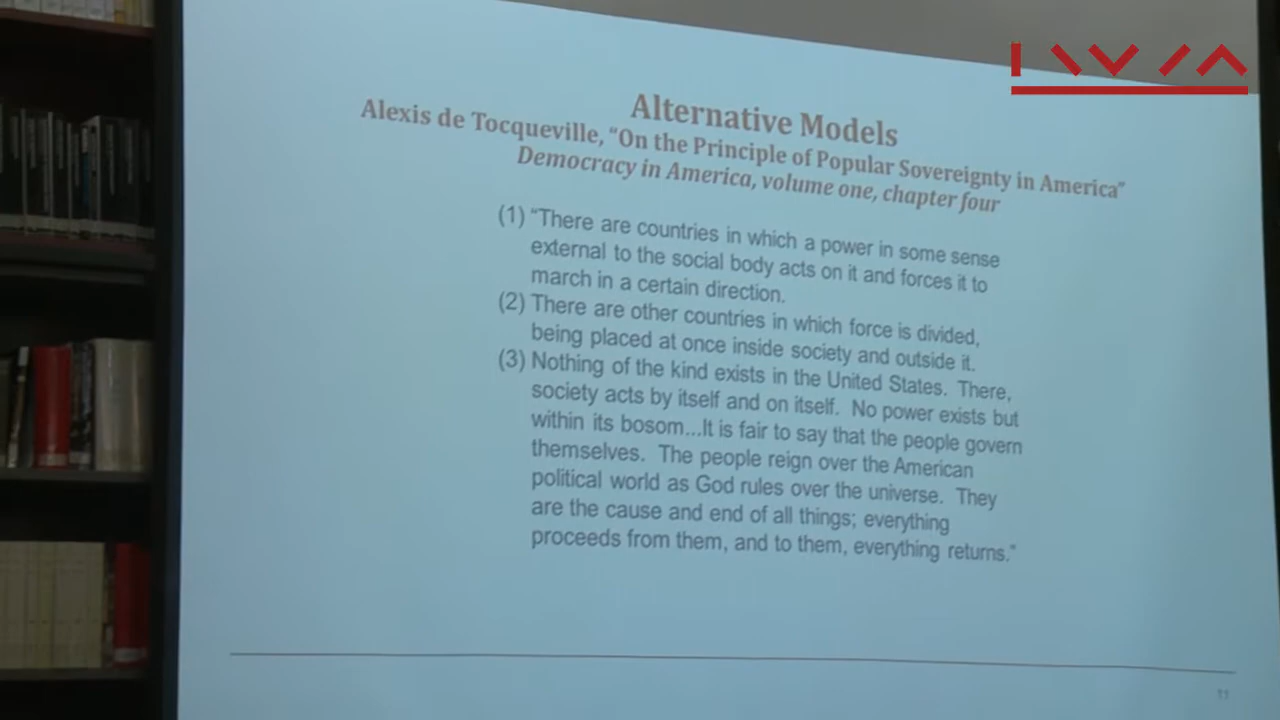 Alternative Models
Alexis de Tocqueville, “On the Principle of Popular Sovereignty in America”
Democracy in America, volume one, chapter four
(1) “There are countries in which a power in some sense
external to the social body acts on it and forces it to
march in a certain direction.
(2) There are other countries in which force is divided,
being placed at once inside society and outside it.
(3) Nothing of the kind exists in the United States. There,
society acts by itself and on itself. No power exists but
within its bosom...It is fair to say that the people govern
themselves. The people reign over the American
political world as God rules over the universe. They
are the cause and end of all things; everything
proceeds from them, and to them, everything returns.”
11